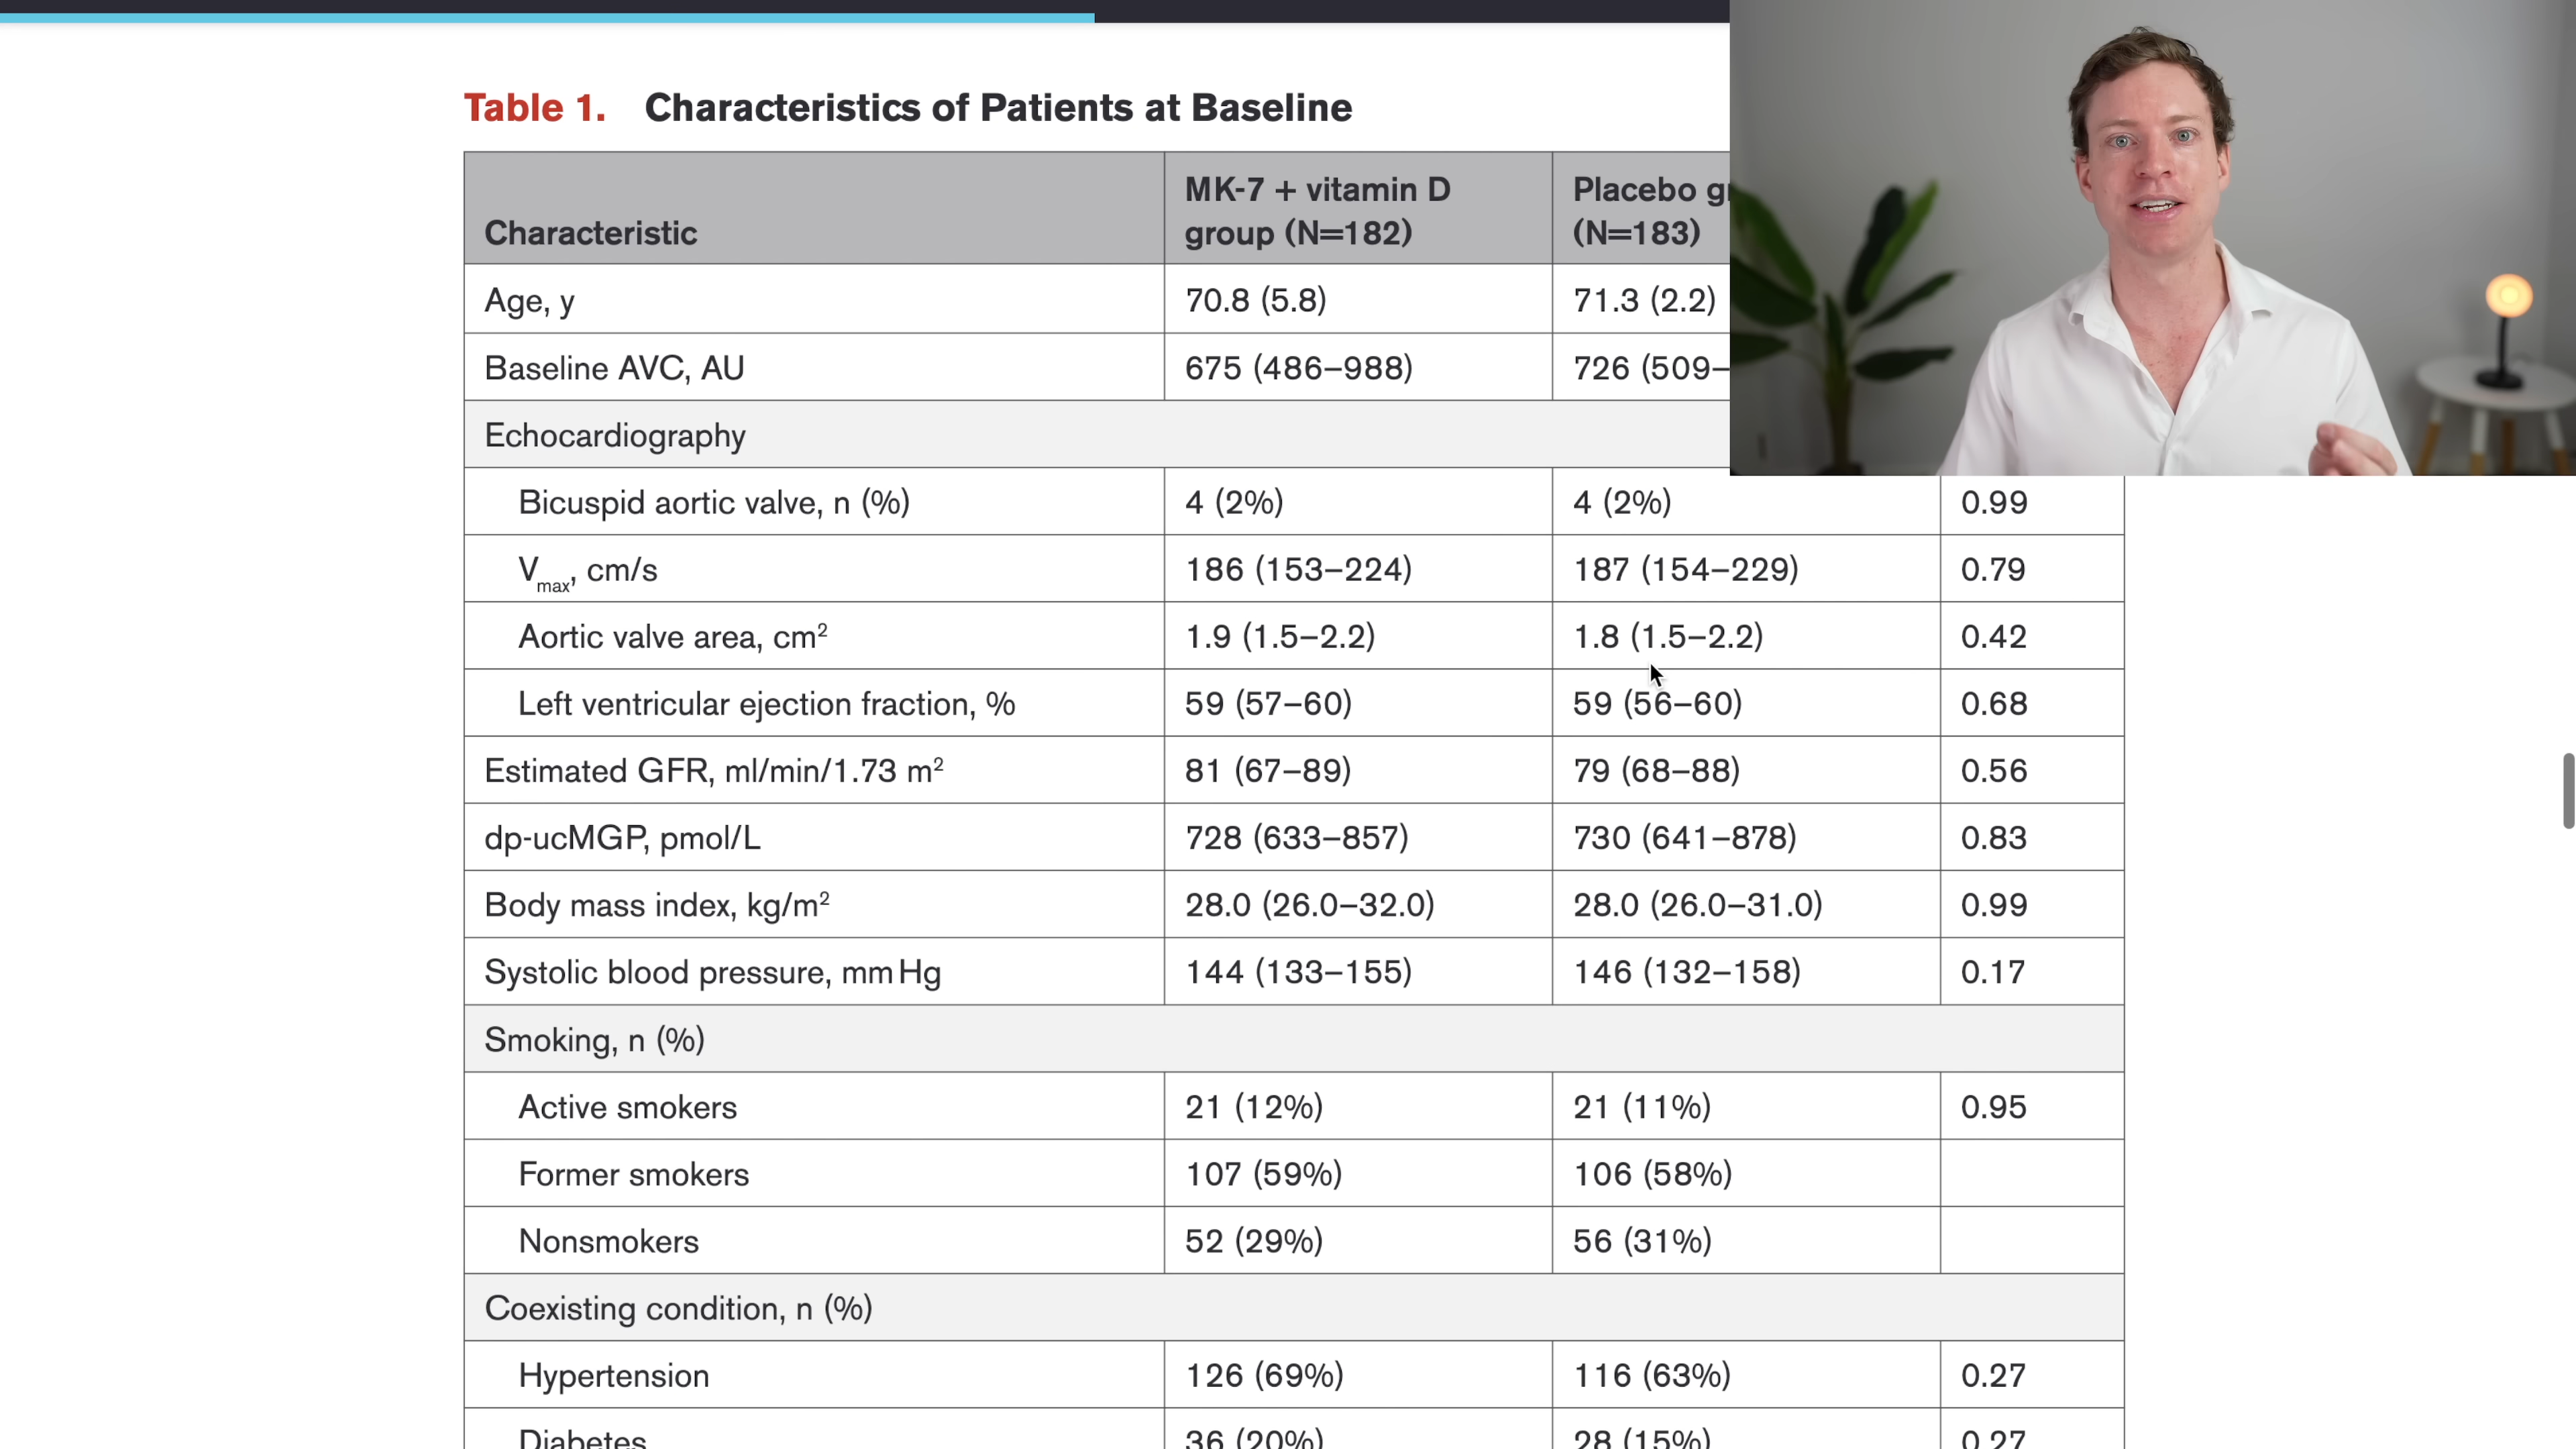 Table 1. Characteristics of Patients at Baseline
Characteristic MK-7 + vitamin D group (N=182) Placebo (N=183)
Age, y 70.8 (5.8) 71.3 (2.2)
Baseline AVC, AU 675 (486–988) 726 (509–
Echocardiography
Bicuspid aortic valve, n (%) 4 (2%) 4 (2%) 0.99
Vmax, cm/s 186 (153–224) 187 (154–229) 0.79
Aortic valve area, cm² 1.9 (1.5–2.2) 1.8 (1.5–2.2) 0.42
Left ventricular ejection fraction, % 59 (57–60) 59 (56–60) 0.68
Estimated GFR, ml/min/1.73 m² 81 (67–89) 79 (68–88) 0.56
dp-ucMGP, pmol/L 728 (633–857) 730 (641–878) 0.83
Body mass index, kg/m² 28.0 (26.0–32.0) 28.0 (26.0–31.0) 0.99
Systolic blood pressure, mm Hg 144 (133–155) 146 (132–158) 0.17
Smoking, n (%)
Active smokers 21 (12%) 21 (11%) 0.95
Former smokers 107 (59%) 106 (58%)
Nonsmokers 52 (29%) 56 (31%)
Coexisting condition, n (%)
Hypertension 126 (69%) 116 (63%) 0.27
Diabetes 36 (20%) 28 (15%) 0.27